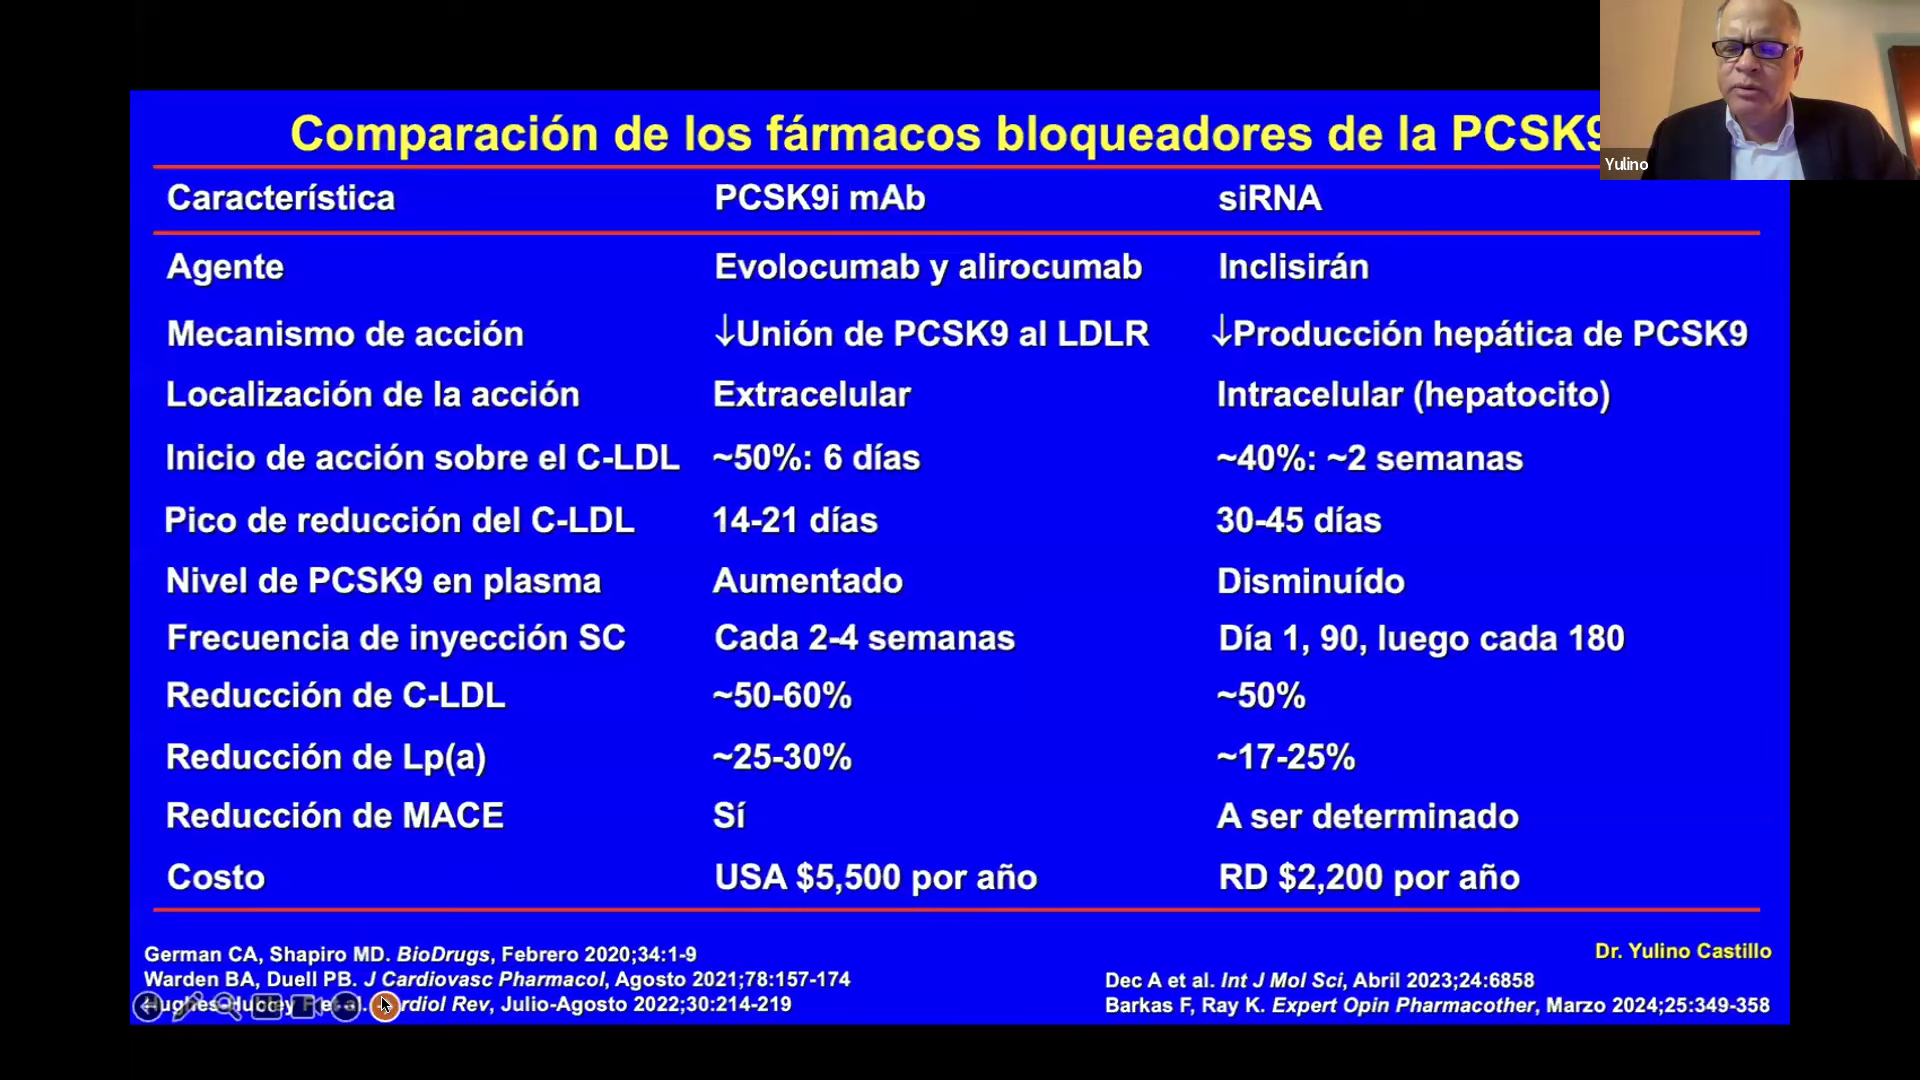 Comparación de los fármacos bloqueadores de la PCSK9
Yulino
Característica PCSK9i mAb siRNA
Agente Evolocumab y alirocumab Inclisirán
Mecanismo de acción ↓Unión de PCSK9 al LDLR ↓Producción hepática de PCSK9
Localización de la acción Extracelular Intracelular (hepatocito)
Inicio de acción sobre el C-LDL ~50%: 6 días ~40%: ~2 semanas
Pico de reducción del C-LDL 14-21 días 30-45 días
Nivel de PCSK9 en plasma Aumentado Disminuído
Frecuencia de inyección SC Cada 2-4 semanas Día 1, 90, luego cada 180
Reducción de C-LDL ~50-60% ~50%
Reducción de Lp(a) ~25-30% ~17-25%
Reducción de MACE Sí A ser determinado
Costo USA $5,500 por año RD $2,200 por año
German CA, Shapiro MD. BioDrugs, Febrero 2020;34:1-9
Warden BA, Duell PB. J Cardiovasc Pharmacol, Agosto 2021;78:157-174
Rev, Julio-Agosto 2022;30:214-219
Dr. Yulino Castillo
Dec A et al. Int J Mol Sci, Abril 2023;24:6858
Barkas F, Ray K. Expert Opin Pharmacother, Marzo 2024;25:349-358